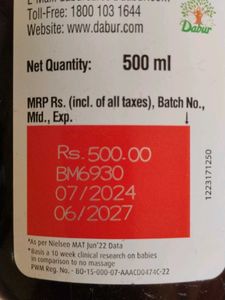 Toll-Free: 1800 103 1644
Website: www.dabur.com
Dabur
Net Quantity: 500 ml
MRP Rs. (incl. of all taxes), Batch No.,
Mfd., Exp.
Rs.500.00
BM6930
07/2024
06/2027
1223171250
*As per Nielsen MAT Jun'22 Data
#Basis a 10 week clinical research on babies
in comparison to no massage
PWM Reg. No. - BO-15-000-07-AAACD0474C-22